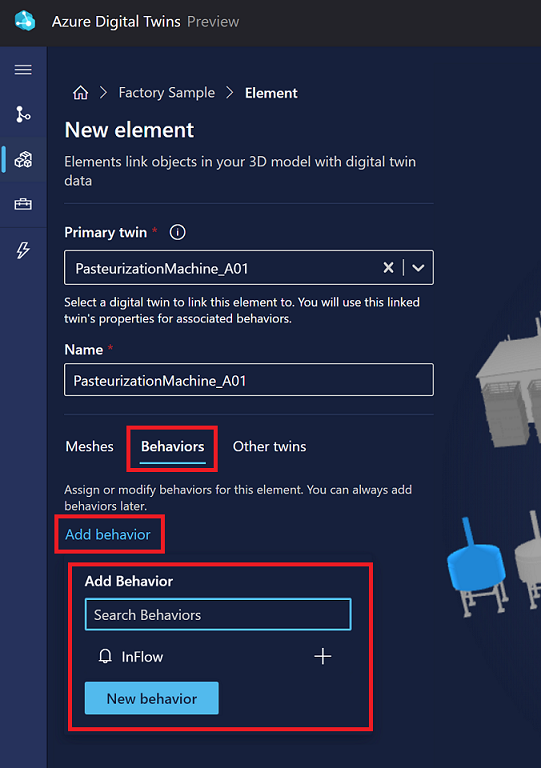 Azure Digital Twins Preview
Factory Sample Element
New element
Elements link objects in your 3D model with digital twin
data
Primary twin *
PasteurizationMachine_A01
Select a digital twin to link this element to. You will use this linked
twin's properties for associated behaviors.
Name *
PasteurizationMachine_A01
Meshes Behaviors Other twins
Assign or modify behaviors for this element. You can always add
behaviors later.
Add behavior
Add Behavior
Search Behaviors
InFlow
New behavior